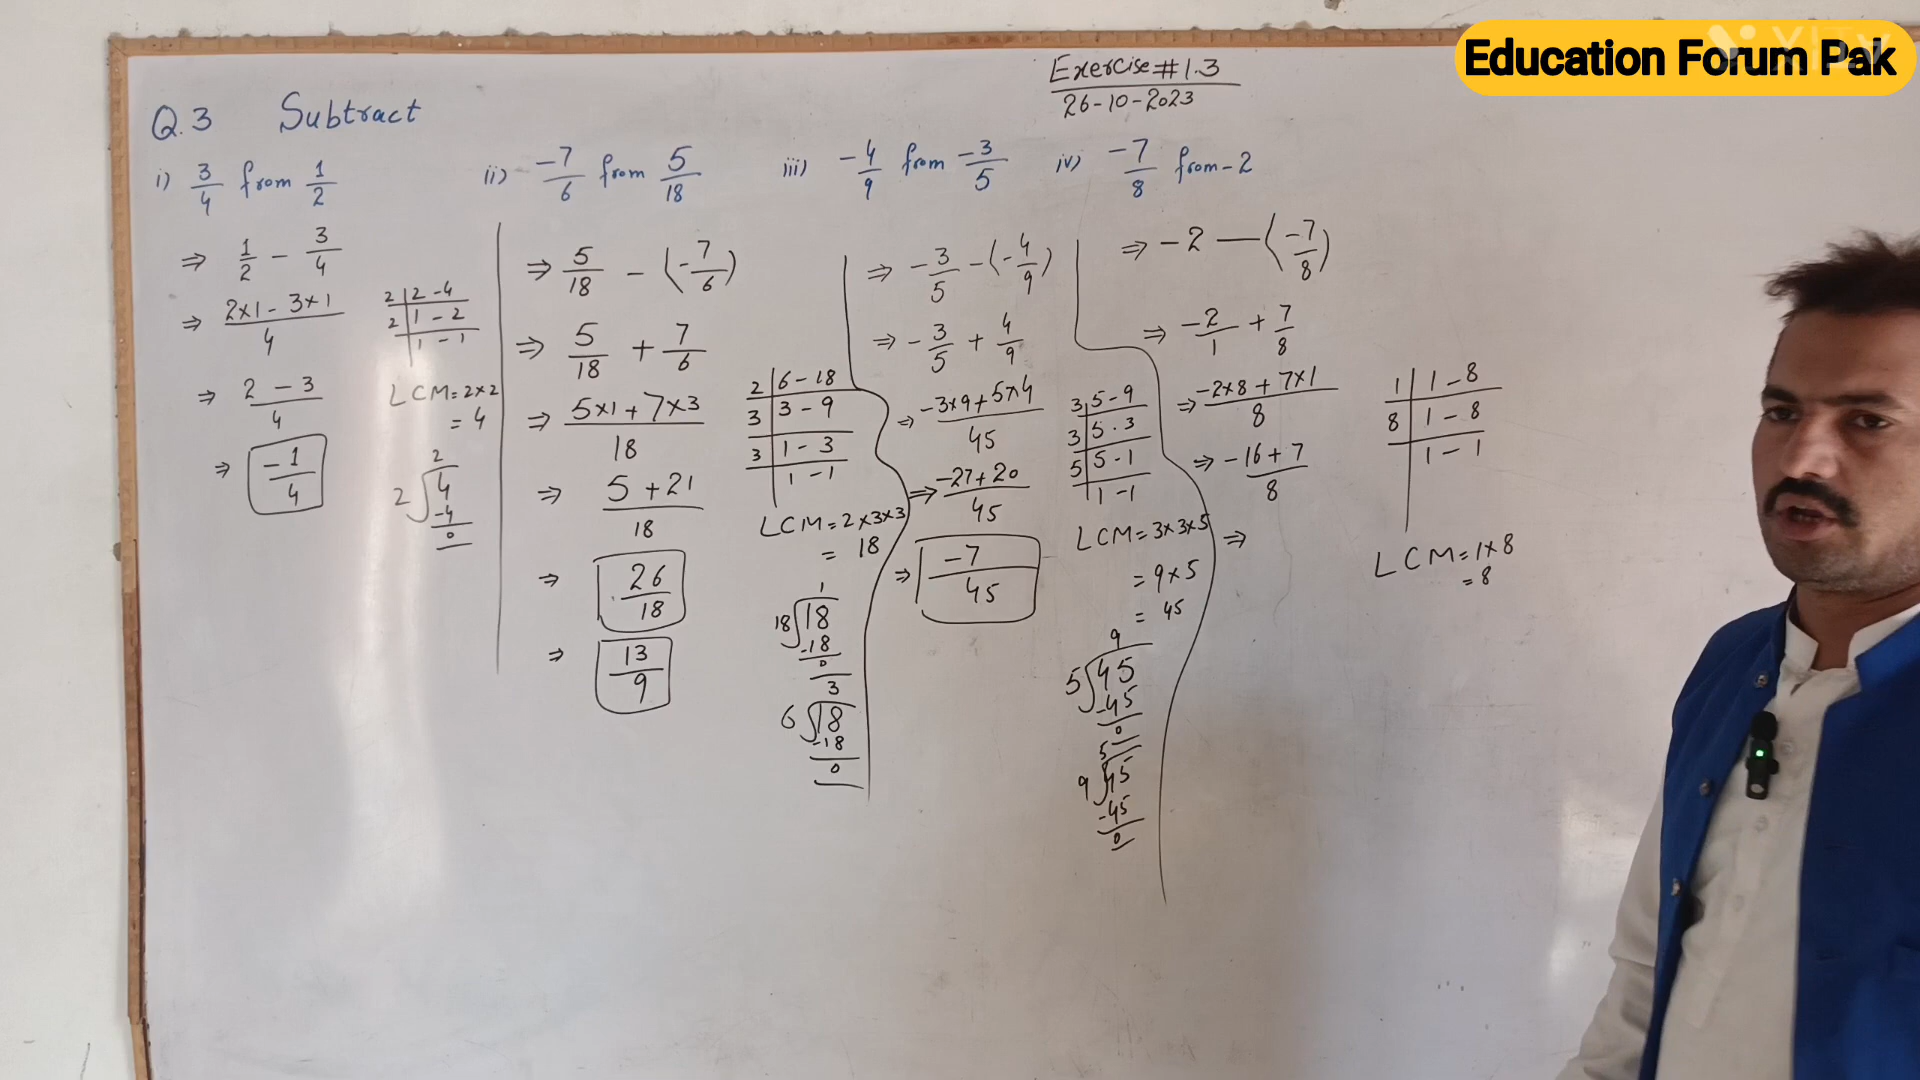 Education Forum Pak
Exercise # 1.3
26-10-2023
Q.3 Subtract
i) 3/4 from 1/2
⇒ 1/2 - 3/4
⇒ 2×1 - 3×1 / 4
⇒ 2 - 3 / 4
⇒ -1/4
2 | 2 - 4
2 | 1 - 2
1 - 1
LCM = 2×2
= 4
2
2 4
-4
0
ii) -7/6 from 5/18
⇒ 5/18 - (-7/6)
⇒ 5/18 + 7/6
⇒ 5×1 + 7×3 / 18
⇒ 5 + 21 / 18
⇒ 26/18
⇒ 13/9
2 | 6 - 18
3 | 3 - 9
3 | 1 - 3
1 - 1
LCM = 2×3×3
= 18
1
18 18
-18
0
3
6 18
-18
0
iii) -4/9 from -3/5
⇒ -3/5 - (-4/9)
⇒ -3/5 + 4/9
⇒ -3×9 + 5×4 / 45
⇒ -27 + 20 / 45
⇒ -7/45
3 | 5 - 9
3 | 5 . 3
5 | 5 - 1
1 - 1
LCM = 3×3×5
= 9×5
= 45
9
5 45
-45
0
5
9 45
-45
0
iv) -7/8 from -2
⇒ -2 — (-7/8)
⇒ -2/1 + 7/8
⇒ -2×8 + 7×1 / 8
⇒ -16 + 7 / 8
⇒
1 | 1 - 8
8 | 1 - 8
1 - 1
LCM = 1×8
= 8